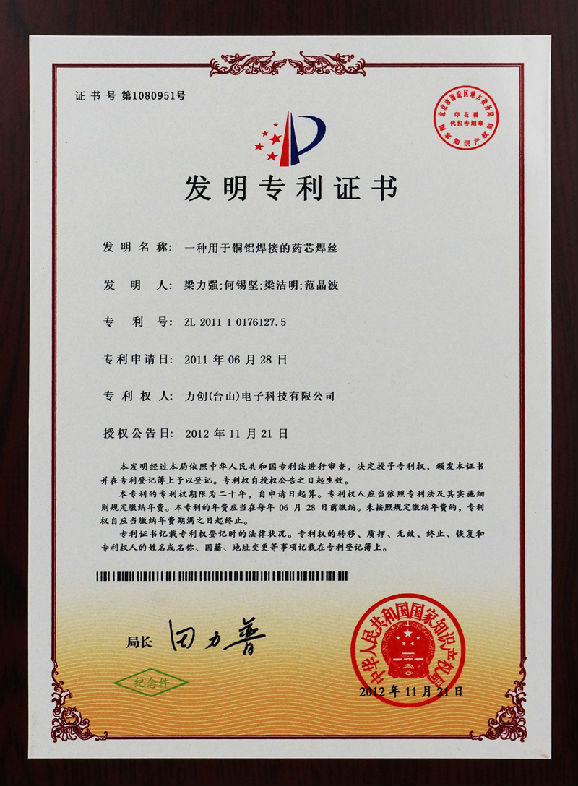 证书号第1080951号
印花税
代扣专用章
发明专利证书
发明名称：一种用于铜铝焊接的药芯焊丝
发明人：梁力强;何锡坚;梁洁明;范晶波
专利号：ZL 2011 1 0176127.5
专利申请日：2011年06月28日
专利权人：力创(台山)电子科技有限公司
授权公告日：2012年11月21日
本发明经过本局依照中华人民共和国专利法进行审查，决定授予专利权，颁发本证书
并在专利登记簿上予以登记。专利权自授权公告之日起生效。
本专利的专利权期限为二十年，自申请日起算。专利权人应当依照专利法及其实施细
则规定缴纳年费。本专利的年费应当在每年06月28日前缴纳。未按照规定缴纳年费的，专利
权自应当缴纳年费期满之日起终止。
专利证书记载专利权登记时的法律状况。专利权的转移、质押、无效、终止、恢复和
专利权人的姓名或名称、国籍、地址变更等事项记载在专利登记簿上。
局长 田力普
中华人民共和国国家知识产权局
2012年11月21日
纪念件